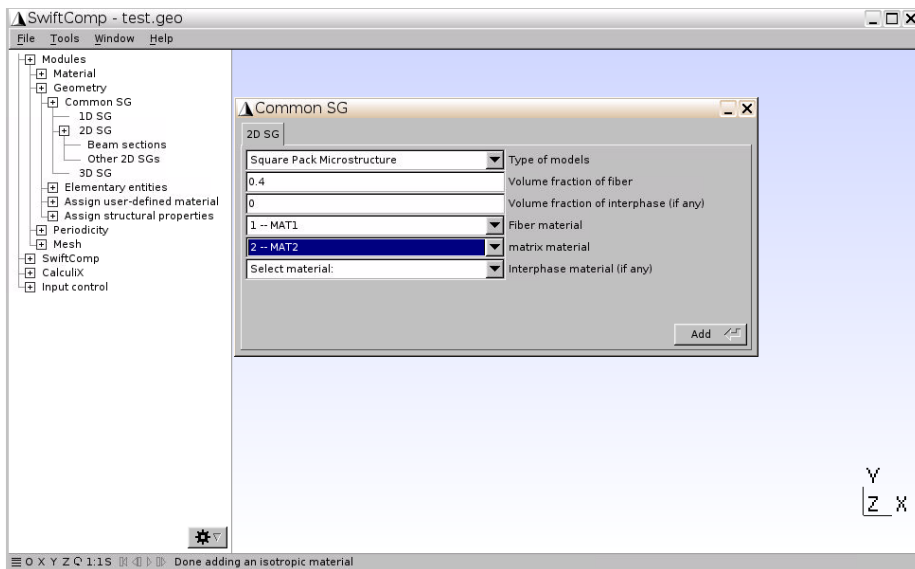 SwiftComp - test.geo
File Tools Window Help
Modules
Material
Geometry
Common SG
1D SG
2D SG
Beam sections
Other 2D SGs
3D SG
Elementary entities
Assign user-defined material
Assign structural properties
Periodicity
Mesh
SwiftComp
CalculiX
Input control
Common SG
2D SG
Square Pack Microstructure Type of models
0.4 Volume fraction of fiber
0 Volume fraction of interphase (if any)
1 -- MAT1 Fiber material
2 -- MAT2 matrix material
Select material: Interphase material (if any)
Add
Y
Z X
O X Y Z 1:1 S Done adding an isotropic material